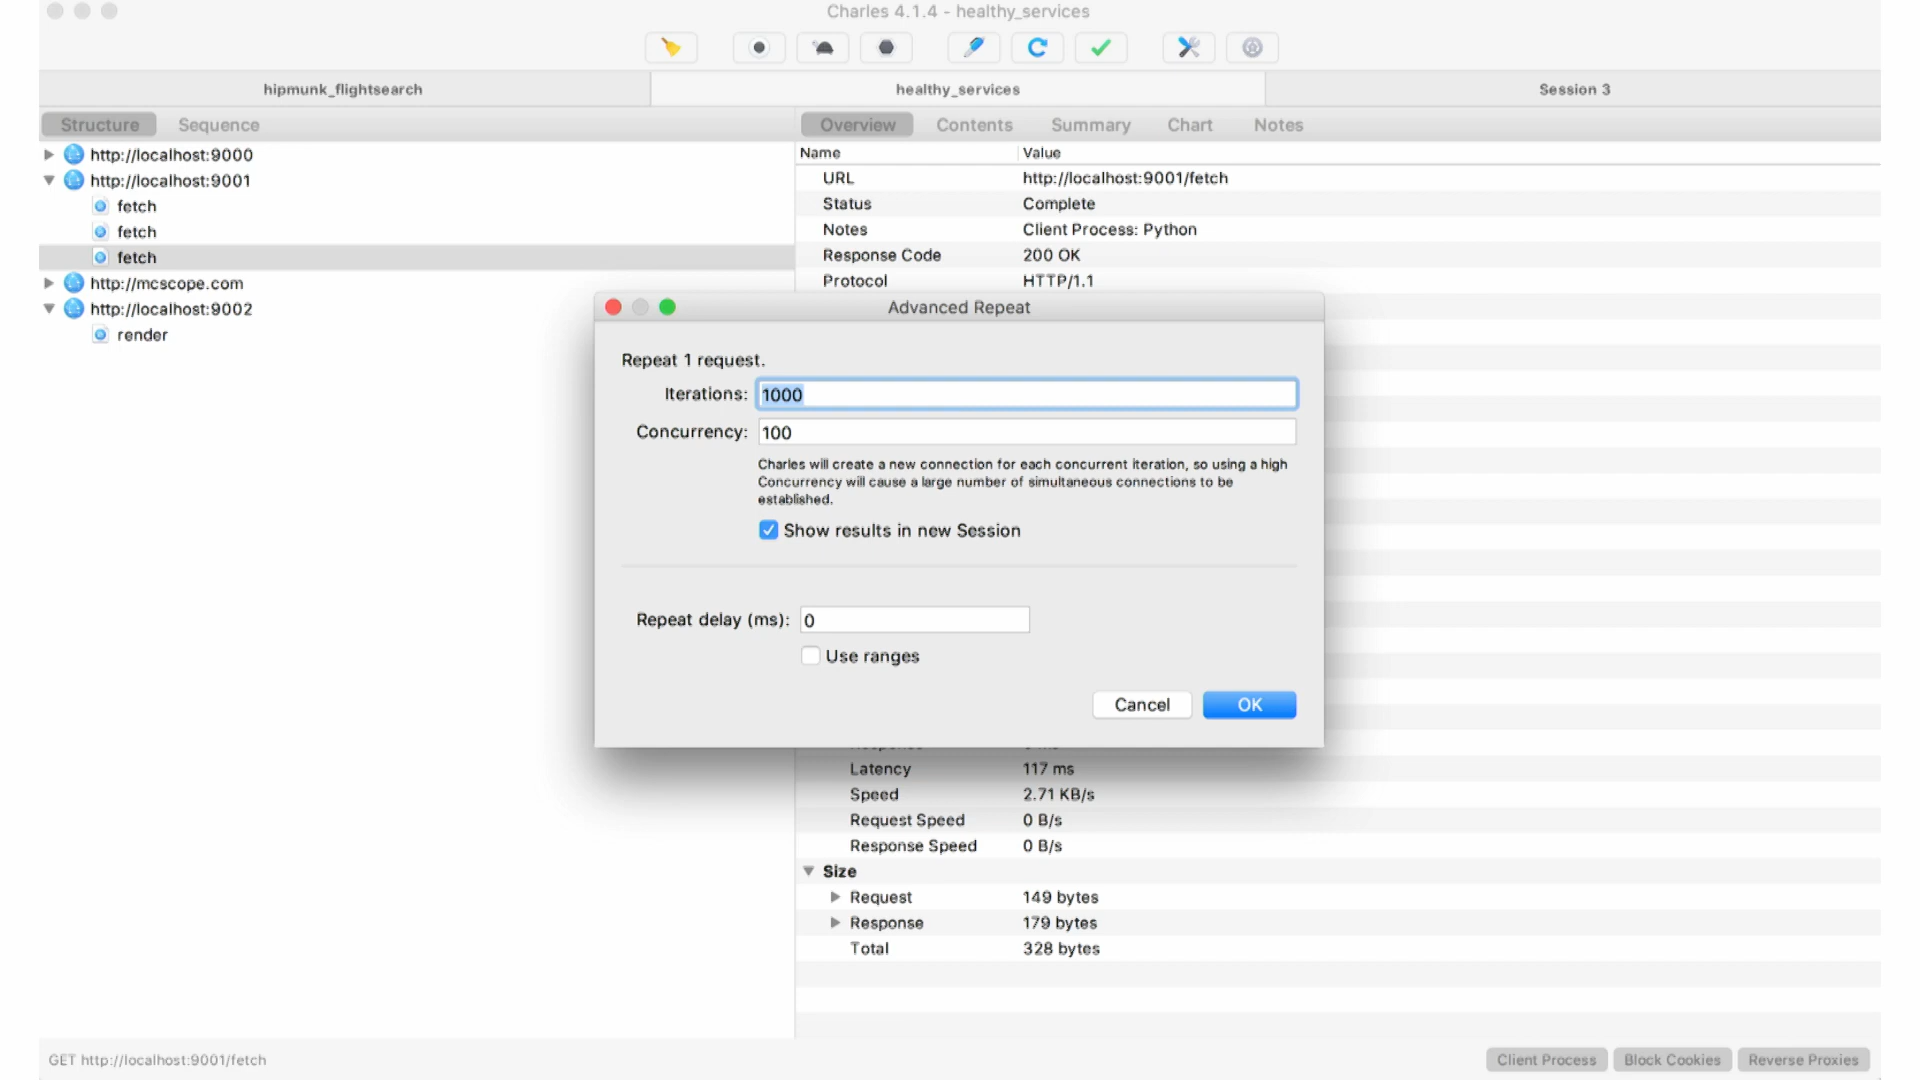 Charles 4.1.4 - healthy_services
hipmunk_flightsearch
healthy_services
Session 3
Structure
Sequence
Overview
Contents
Summary
Chart
Notes
http://localhost:9000
http://localhost:9001
fetch
fetch
fetch
http://mcscope.com
http://localhost:9002
render
Name Value
URL http://localhost:9001/fetch
Status Complete
Notes Client Process: Python
Response Code 200 OK
Protocol HTTP/1.1
Advanced Repeat
Repeat 1 request.
Iterations: 1000
Concurrency: 100
Charles will create a new connection for each concurrent iteration, so using a high
Concurrency will cause a large number of simultaneous connections to be
established.
Show results in new Session
Repeat delay (ms): 0
Use ranges
Cancel
OK
Latency 117 ms
Speed 2.71 KB/s
Request Speed 0 B/s
Response Speed 0 B/s
Size
Request 149 bytes
Response 179 bytes
Total 328 bytes
GET http://localhost:9001/fetch
Client Process
Block Cookies
Reverse Proxies